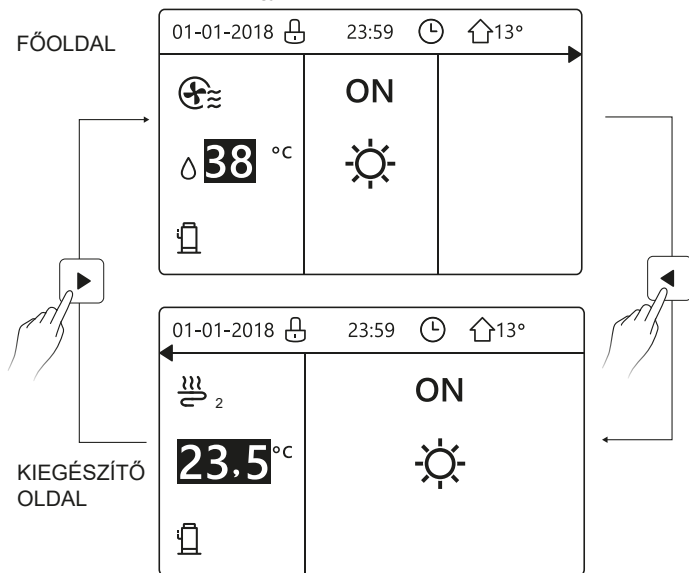 FŐOLDAL
01-01-2018 23:59 13°
ON
38 °C
01-01-2018 23:59 13°
2
ON
23,5 °C
KIEGÉSZÍTŐ
OLDAL